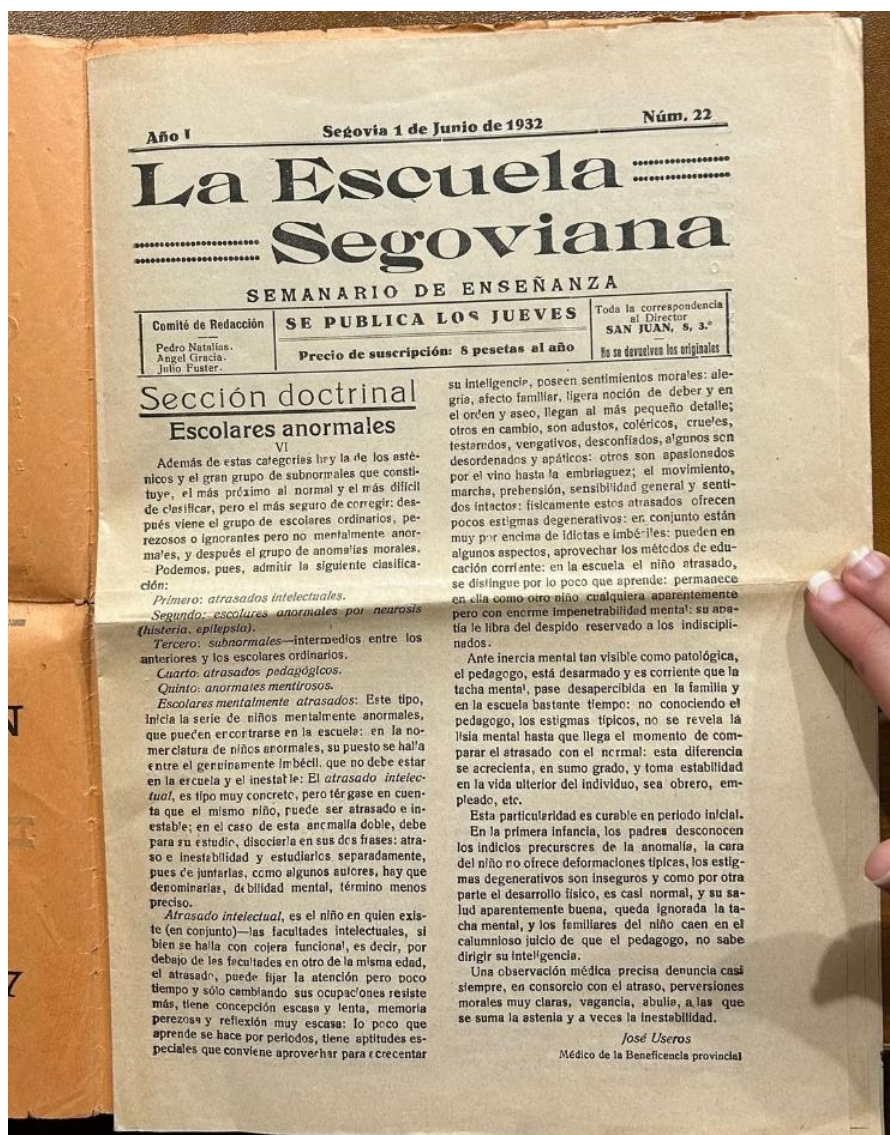 Año I
Segovia 1 de Junio de 1932
Núm. 22
La Escuela
Segoviana
SEMANARIO DE ENSEÑANZA
Comité de Redacción
Pedro Natalías.
Angel Gracia.
Julio Fuster.
SE PUBLICA LOS JUEVES
Precio de suscripción: 8 pesetas al año
Toda la correspondencia
al Director
SAN JUAN, 8, 3.º
No se devuelven los originales
Sección doctrinal
Escolares anormales
VI
Además de estas categorías hay la de los asté-
nicos y el gran grupo de subnormales que consti-
tuye, el más próximo al normal y el más difícil
de clasificar, pero el más seguro de corregir: des-
pués viene el grupo de escolares ordinarios, pe-
rezosos o ignorantes pero no mentalmente anor-
males, y después el grupo de anomalías morales.
Podemos, pues, admitir la siguiente clasifica-
ción:
Primero: atrasados intelectuales.
Segundo: escolares anormales por neurosis
(histeria, epilepsia).
Tercero: subnormales—intermedios entre los
anteriores y los escolares ordinarios.
Cuarto: atrasados pedagógicos.
Quinto: anormales mentirosos.
Escolares mentalmente atrasados: Este tipo,
inicia la serie de niños mentalmente anormales,
que pueden encontrarse en la escuela: en la no-
menclatura de niños anormales, su puesto se halla
entre el genuinamente imbécil, que no debe estar
en la escuela y el inestable: El atrasado intelec-
tual, es tipo muy concreto, pero téngase en cuen-
ta que el mismo niño, puede ser atrasado e in-
estable; en el caso de esta anomalía doble, debe
para su estudio, disociarla en sus dos frases: atra-
so e inestabilidad y estudiarlos separadamente,
pues de juntarlas, como algunos autores, hay que
denominarlas, debilidad mental, término menos
preciso.
Atrasado intelectual, es el niño en quien exis-
te (en conjunto)—las facultades intelectuales, si
bien se halla con cojera funcional, es decir, por
debajo de las facultades en otro de la misma edad,
el atrasado, puede fijar la atención pero poco
tiempo y sólo cambiando sus ocupaciones resiste
más, tiene concepción escasa y lenta, memoria
perezosa y reflexión muy escasa: lo poco que
aprende se hace por periodos, tiene aptitudes es-
peciales que conviene aprovechar para acrecentar
su inteligencia, poseen sentimientos morales: ale-
gría, afecto familiar, ligera noción de deber y en
el orden y aseo, llegan al más pequeño detalle;
otros en cambio, son adustos, coléricos, crueles,
testarudos, vengativos, desconfiados, algunos son
desordenados y apáticos: otros son apasionados
por el vino hasta la embriaguez; el movimiento,
marcha, prehensión, sensibilidad general y senti-
dos intactos: físicamente estos atrasados ofrecen
pocos estigmas degenerativos: en conjunto están
muy por encima de idiotas e imbéciles: pueden en
algunos aspectos, aprovechar los métodos de edu-
cación corriente: en la escuela el niño atrasado,
se distingue por lo poco que aprende: permanece
en ella como otro niño cualquiera aparentemente
pero con enorme impenetrabilidad mental: su apa-
tía le libra del despido reservado a los indiscipli-
nados.
Ante inercia mental tan visible como patológica,
el pedagogo, está desarmado y es corriente que la
tacha mental, pase desapercibida en la familia y
en la escuela bastante tiempo: no conociendo el
pedagogo, los estigmas típicos, no se revela lá
lisia mental hasta que llega el momento de com-
parar el atrasado con el normal: esta diferencia
se acrecienta, en sumo grado, y toma estabilidad
en la vida ulterior del individuo, sea obrero, em-
pleado, etc.
Esta particularidad es curable en periodo inicial.
En la primera infancia, los padres desconocen
los indicios precursores de la anomalía, la cara
del niño no ofrece deformaciones típicas, los estig-
mas degenerativos son inseguros y como por otra
parte el desarrollo físico, es casi normal, y su sa-
lud aparentemente buena, queda ignorada la ta-
cha mental, y los familiares del niño caen en el
calumnioso juicio de que el pedagogo, no sabe
dirigir su inteligencia.
Una observación médica precisa denuncia casi
siempre, en consorcio con el atraso, perversiones
morales muy claras, vagancia, abulia, a las que
se suma la astenia y a veces la inestabilidad.
José Useros
Médico de la Beneficencia provincial